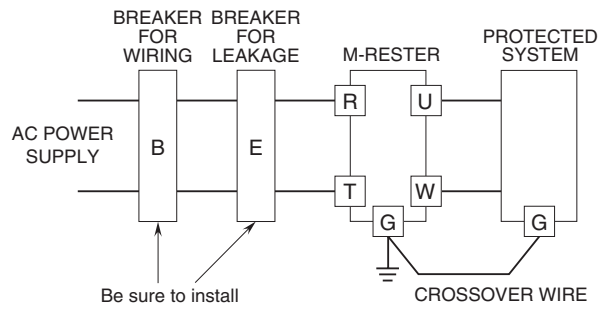 BREAKER
FOR
WIRING
BREAKER
FOR
LEAKAGE
M-RESTER
PROTECTED
SYSTEM
AC POWER
SUPPLY
B
E
R
U
T
W
G
G
Be sure to install
CROSSOVER WIRE